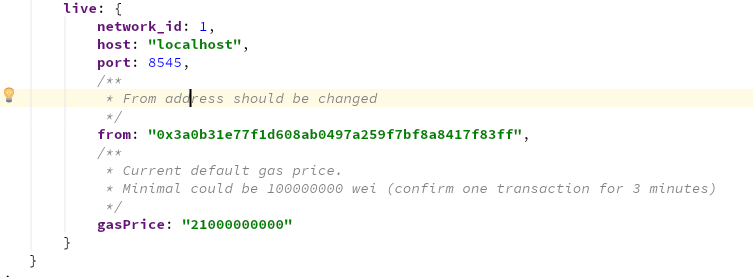 live: {
network_id: 1,
host: "localhost",
port: 8545,
/**
* From address should be changed
*/
from: "0x3a0b31e77f1d608ab0497a259f7bf8a8417f83ff",
/**
* Current default gas price.
* Minimal could be 100000000 wei (confirm one transaction for 3 minutes)
*/
gasPrice: "21000000000"
}
}